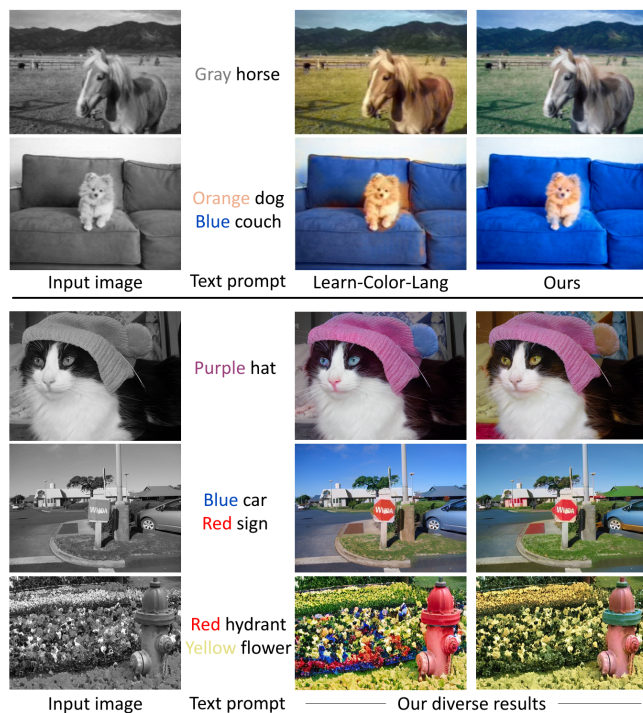 Gray horse
Orange dog
Blue couch
Input image Text prompt Learn-Color-Lang Ours
Purple hat
Blue car
Red sign
Red hydrant
Yellow flower
Input image Text prompt Our diverse results